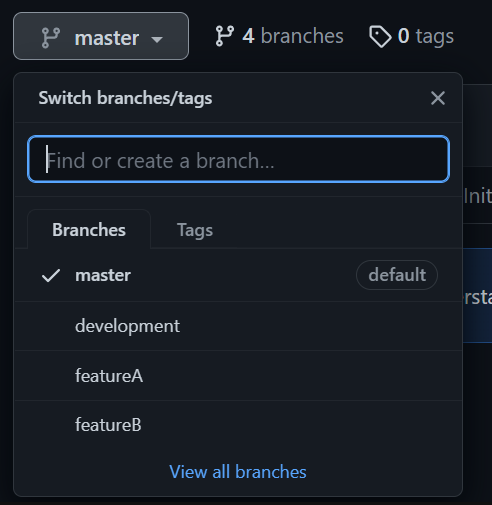 master 4 branches 0 tags
Switch branches/tags
Find or create a branch...
Init
Branches Tags
master default
rsta
development
featureA
featureB
View all branches